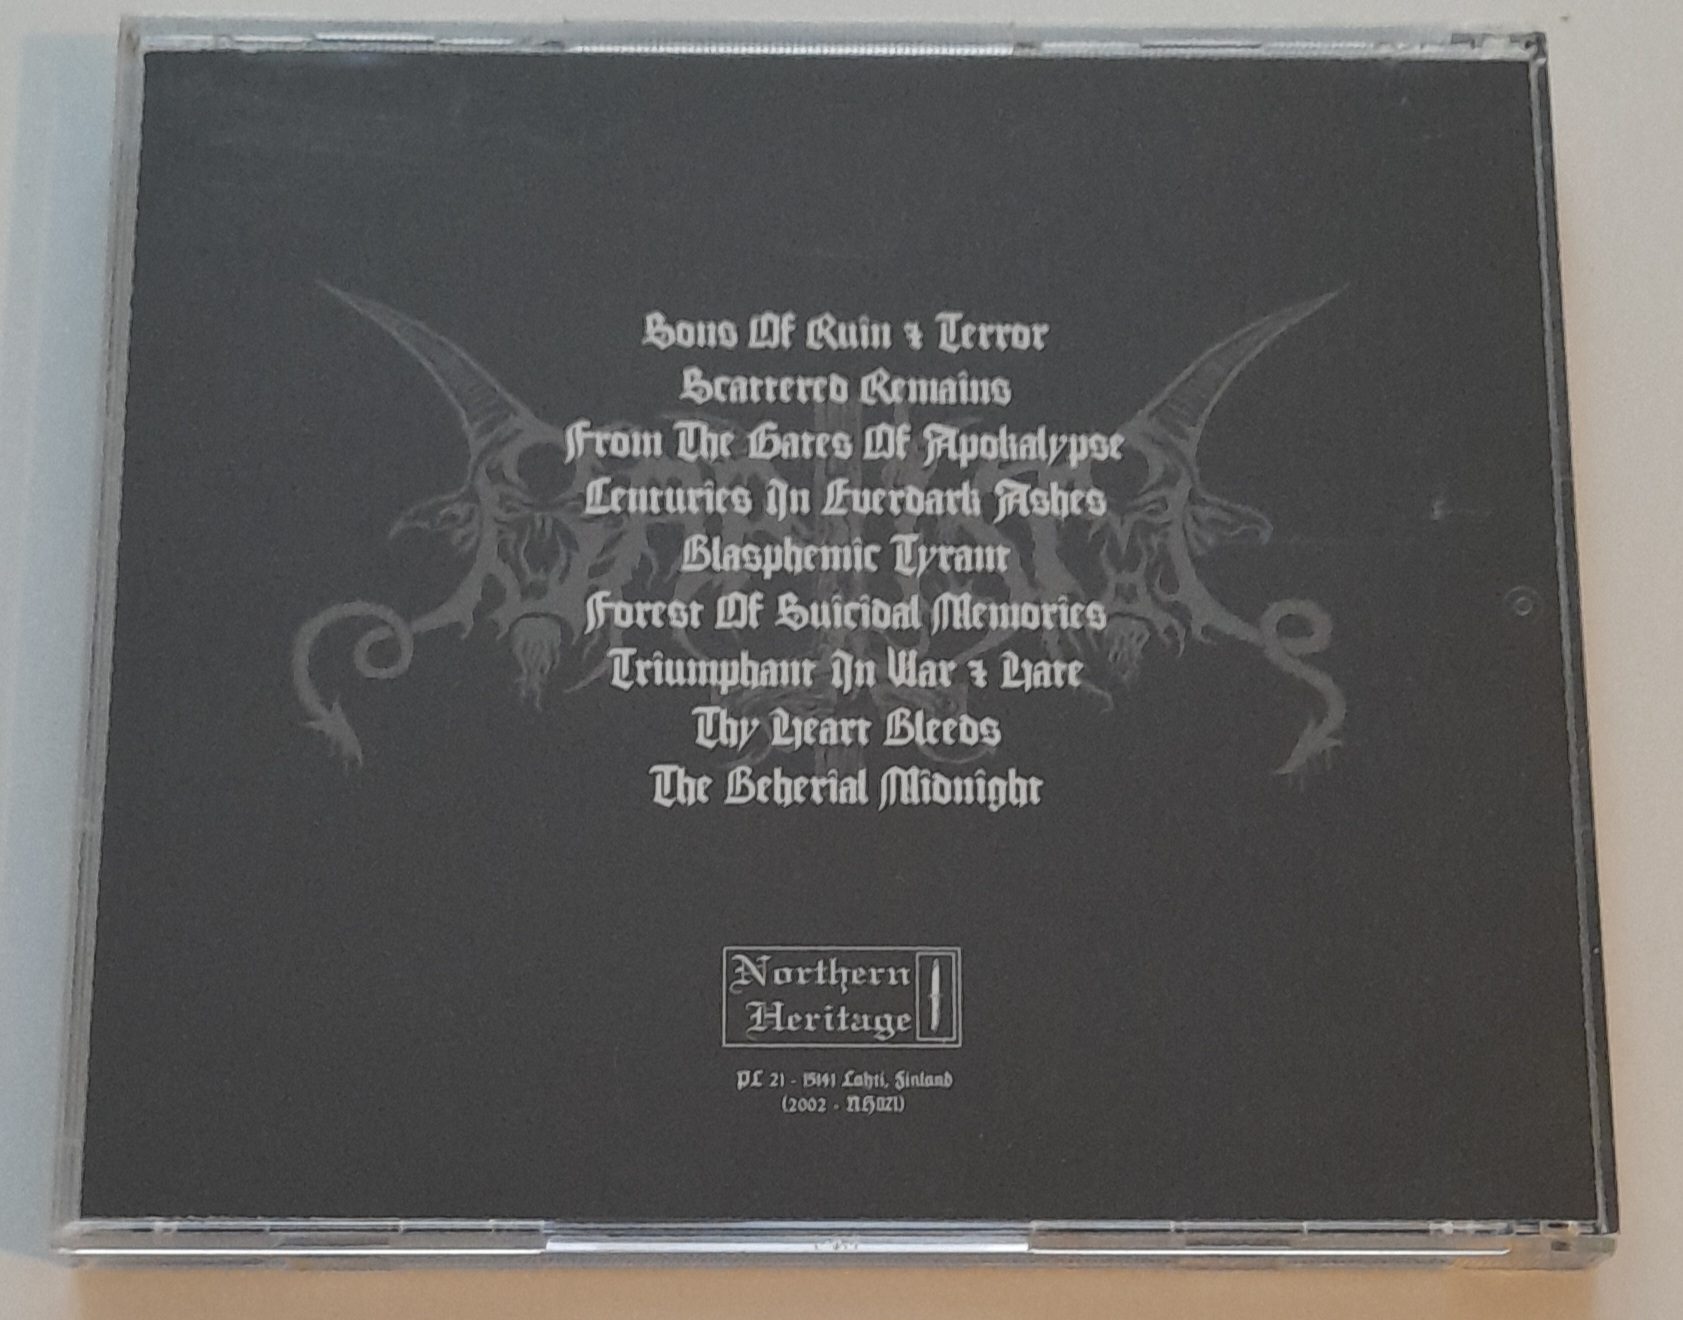 Sons Of Ruin & Terror
Scattered Remains
From The Gates Of Apokalypse
Centuries In Everdark Ashes
Blasphemic Tyrant
Forest Of Suicidal Memories
Triumphant In War & Hate
Thy Heart Bleeds
The Beherial Midnight
Northern
Heritage
PL 21 - 15141 Lahti, Finland
(2002 - NH021)